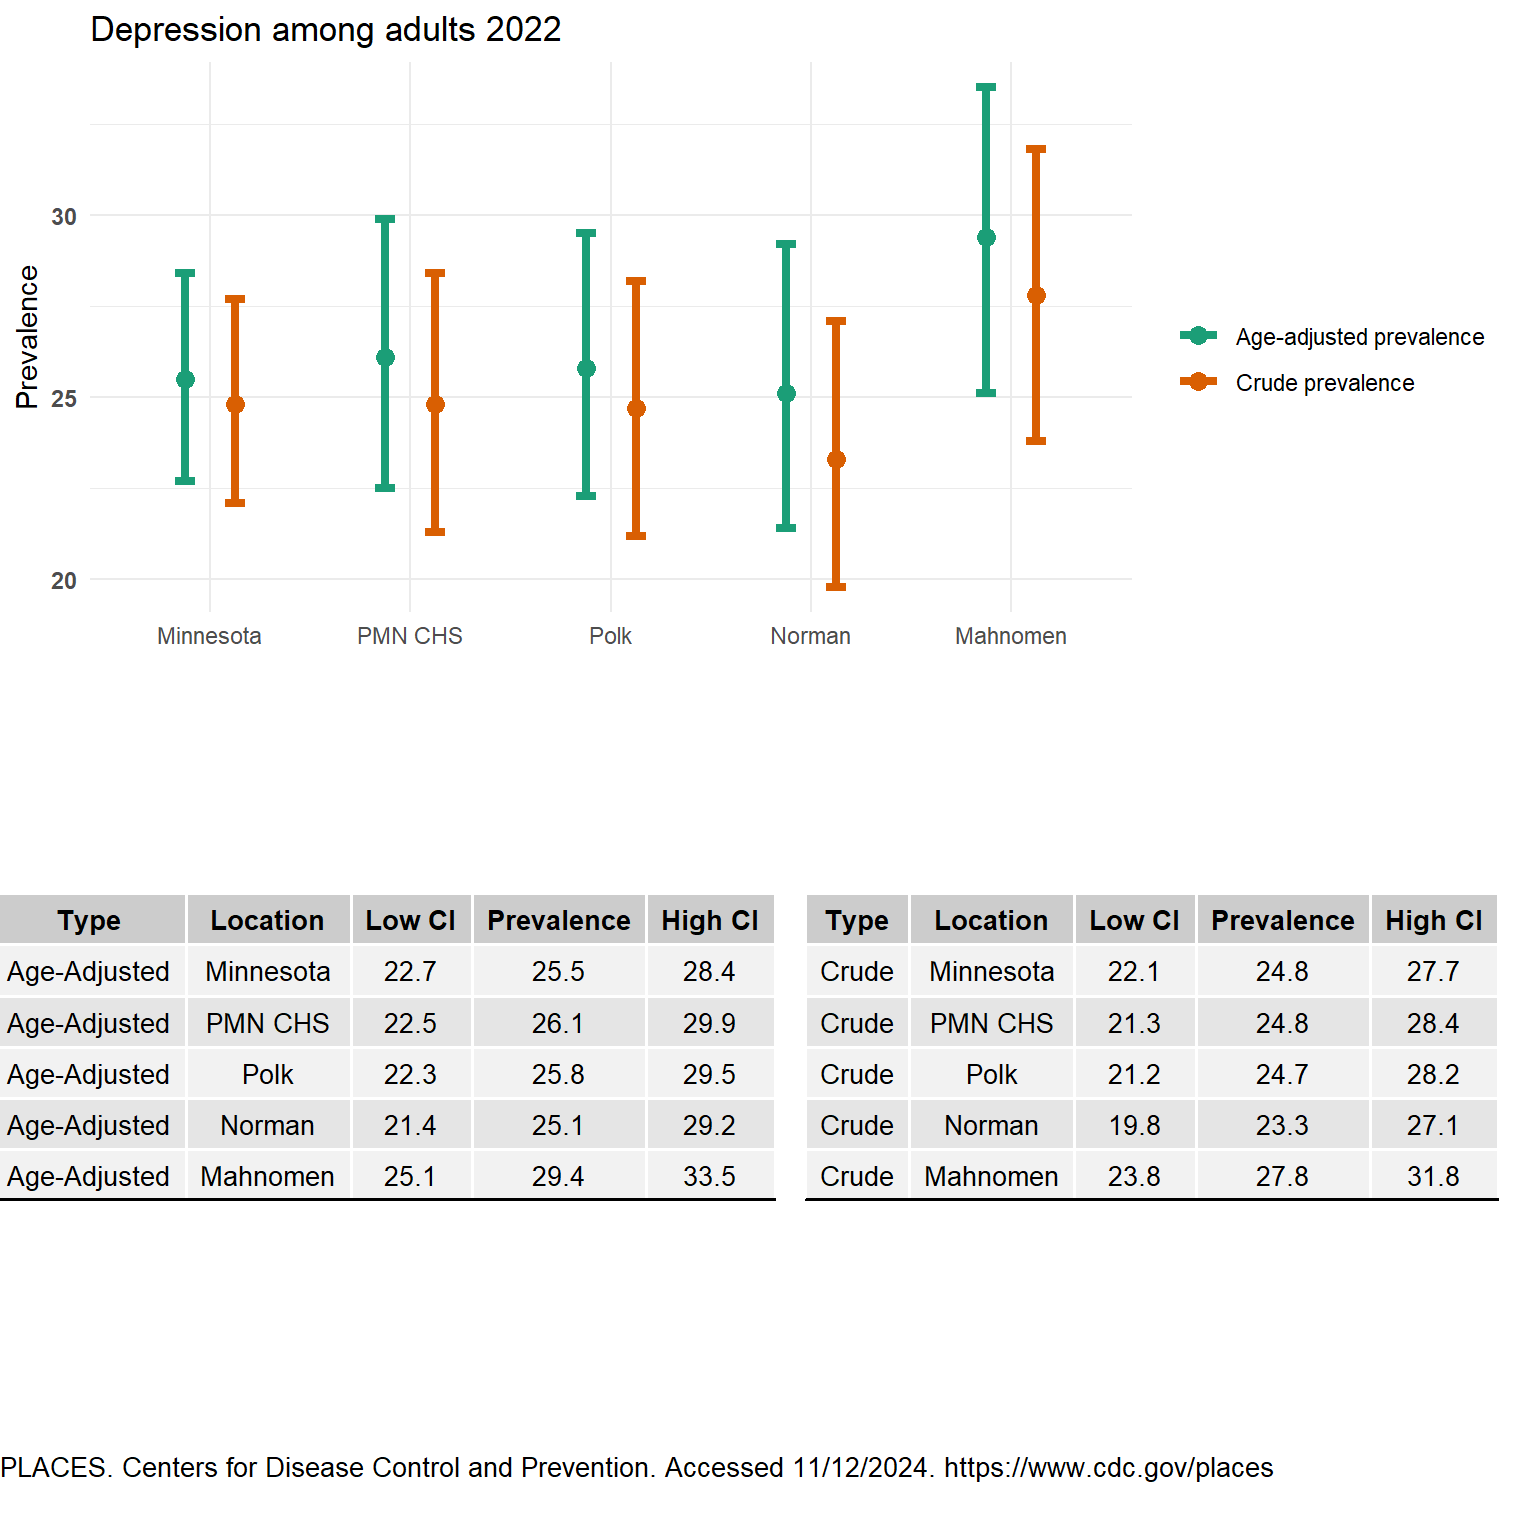 Depression among adults 2022
Prevalence
30
25
20
Minnesota PMN CHS Polk Norman Mahnomen
Age-adjusted prevalence
Crude prevalence
Type Location Low CI Prevalence High CI
Age-Adjusted Minnesota 22.7 25.5 28.4
Age-Adjusted PMN CHS 22.5 26.1 29.9
Age-Adjusted Polk 22.3 25.8 29.5
Age-Adjusted Norman 21.4 25.1 29.2
Age-Adjusted Mahnomen 25.1 29.4 33.5
Type Location Low CI Prevalence High CI
Crude Minnesota 22.1 24.8 27.7
Crude PMN CHS 21.3 24.8 28.4
Crude Polk 21.2 24.7 28.2
Crude Norman 19.8 23.3 27.1
Crude Mahnomen 23.8 27.8 31.8
PLACES. Centers for Disease Control and Prevention. Accessed 11/12/2024. https://www.cdc.gov/places